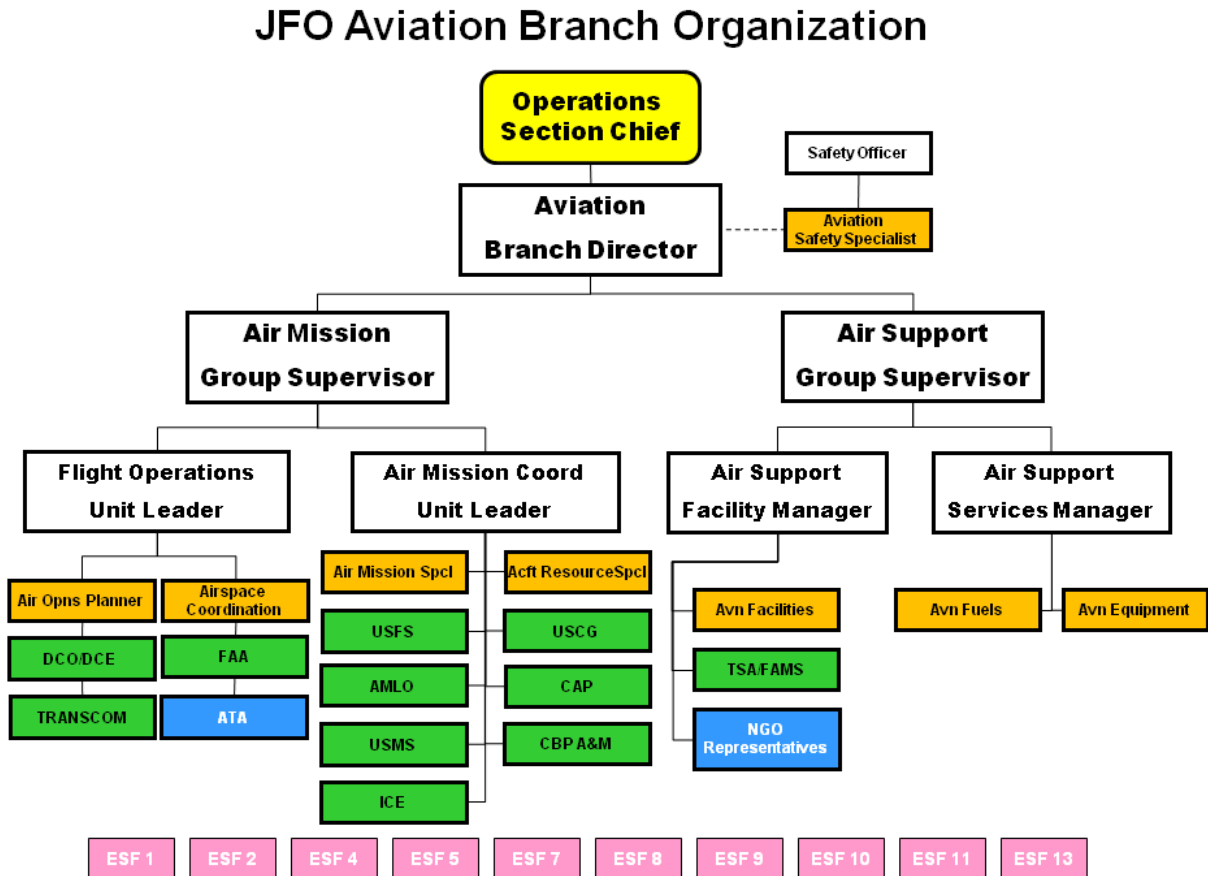 JFO Aviation Branch Organization
Operations
Section Chief
Safety Officer
Aviation
Branch Director
Aviation
Safety Specialist
Air Mission
Group Supervisor
Air Support
Group Supervisor
Flight Operations
Unit Leader
Air Mission Coord
Unit Leader
Air Support
Facility Manager
Air Support
Services Manager
Air Opns Planner
Airspace
Coordination
DCO/DCE
FAA
TRANSCOM
ATA
Air Mission Spcl
Acft ResourceSpcl
USFS
USCG
AMLO
CAP
USMS
CBP A&M
ICE
Avn Facilities
TSA/FAMS
NGO
Representatives
Avn Fuels
Avn Equipment
ESF 1
ESF 2
ESF 4
ESF 5
ESF 7
ESF 8
ESF 9
ESF 10
ESF 11
ESF 13